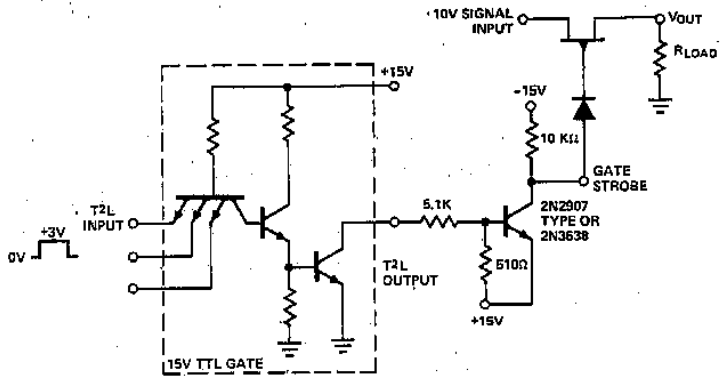 10V SIGNAL
INPUT
VOUT
RLOAD
+15V
-15V
10 KΩ
GATE
STROBE
T²L
INPUT
+3V
0V
5.1K
2N2907
TYPE OR
2N3638
T²L
OUTPUT
510Ω
+15V
15V TTL GATE